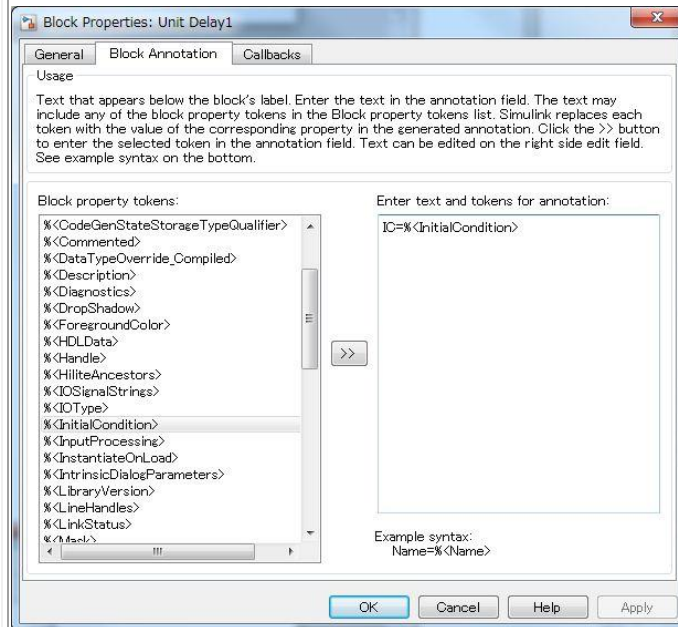 Block Properties: Unit Delay1
X
General
Block Annotation
Callbacks
Usage
Text that appears below the block's label. Enter the text in the annotation field. The text may
include any of the block property tokens in the Block property tokens list. Simulink replaces each
token with the value of the corresponding property in the generated annotation. Click the >> button
to enter the selected token in the annotation field. Text can be edited on the right side edit field.
See example syntax on the bottom.
Block property tokens:
%<CodeGenStateStorageTypeQualifier>
%<Commented>
%<DataTypeOverride_Compiled>
%<Description>
%<Diagnostics>
%<DropShadow>
%<ForegroundColor>
%<HDLData>
%<Handle>
%<HiliteAncestors>
%<IOSignalStrings>
%<IOType>
%<InitialCondition>
%<InputProcessing>
%<InstantiateOnLoad>
%<IntrinsicDialogParameters>
%<LibraryVersion>
%<LineHandles>
%<LinkStatus>
%<Mask>
>>
Enter text and tokens for annotation:
IC=%<InitialCondition>
Example syntax:
Name=%<Name>
OK
Cancel
Help
Apply